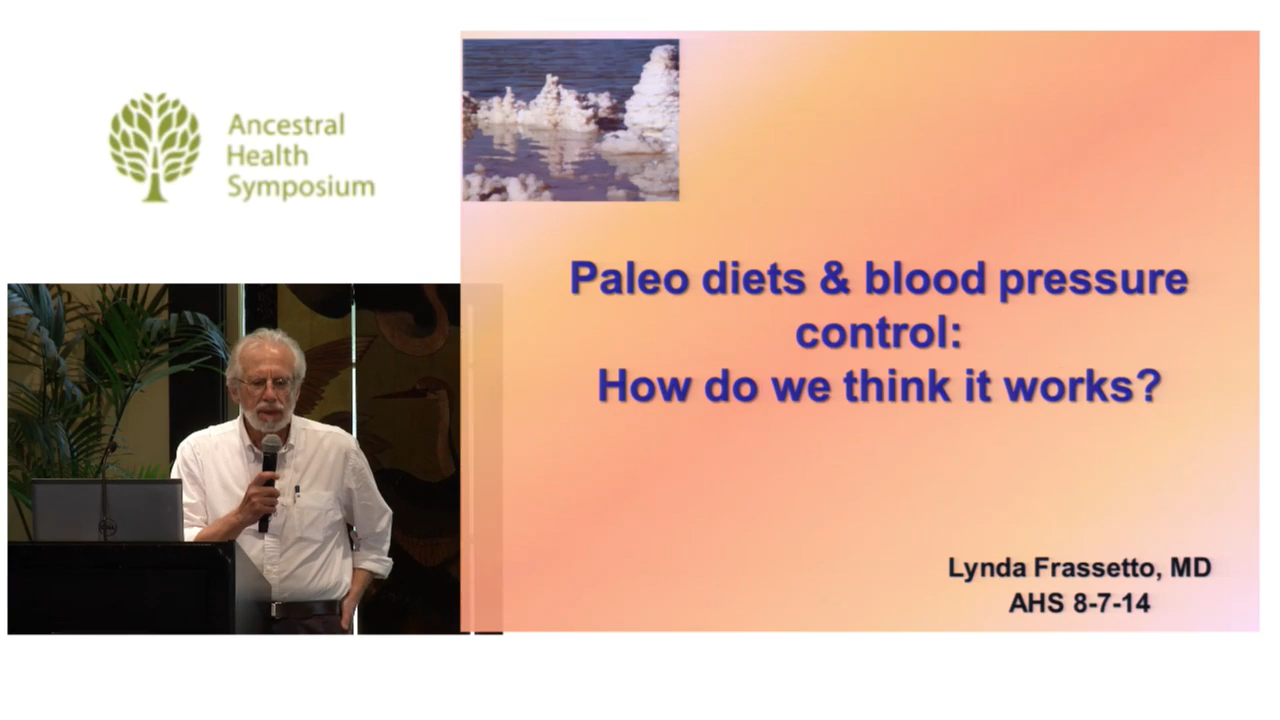 Ancestral
Health
Symposium
Paleo diets & blood pressure
control:
How do we think it works?
Lynda Frassetto, MD
AHS 8-7-14